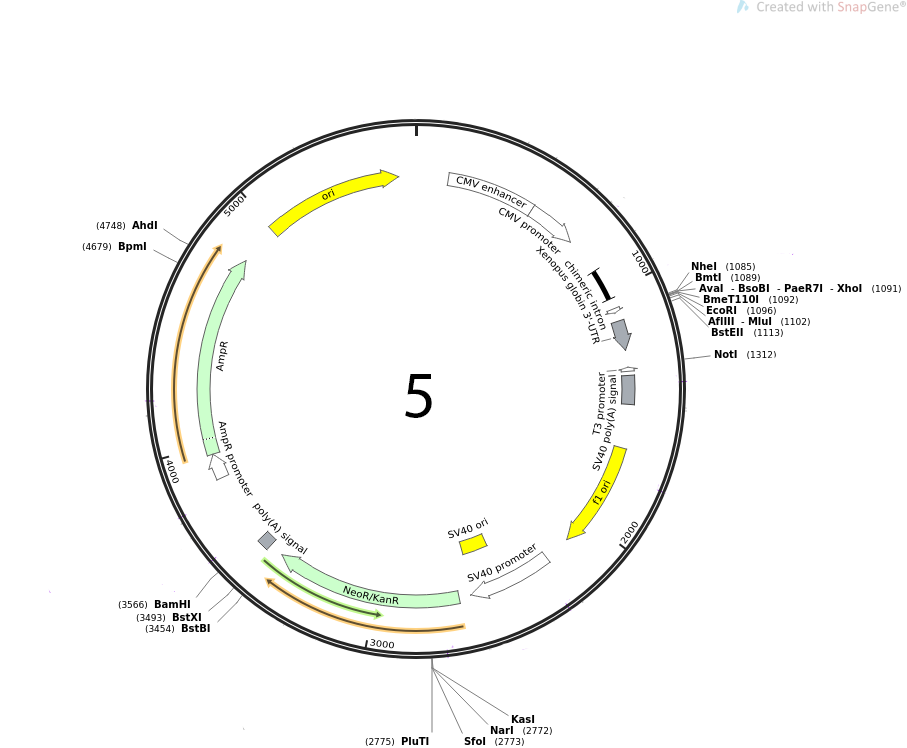 Created with SnapGene®
ori
CMV enhancer
CMV promoter
chimeric intron
Xenopus globin 3'-UTR
5000
1000
(4748) AhdI
(4679) BpmI
NheI (1085)
BmtI (1089)
AvaI - BsoBI - PaeR7I - XhoI (1091)
BmeT110I (1092)
EcoRI (1096)
AflIII - MluI (1102)
BstEII (1113)
NotI (1312)
AmpR
5
T3 promoter
SV40 poly(A) signal
AmpR promoter
4000
f1 ori
2000
poly(A) signal
SV40 ori
SV40 promoter
NeoR/KanR
(3566) BamHI
(3493) BstXI
(3454) BstBI
3000
KasI
NarI (2772)
(2775) PluTI SfoI (2773)